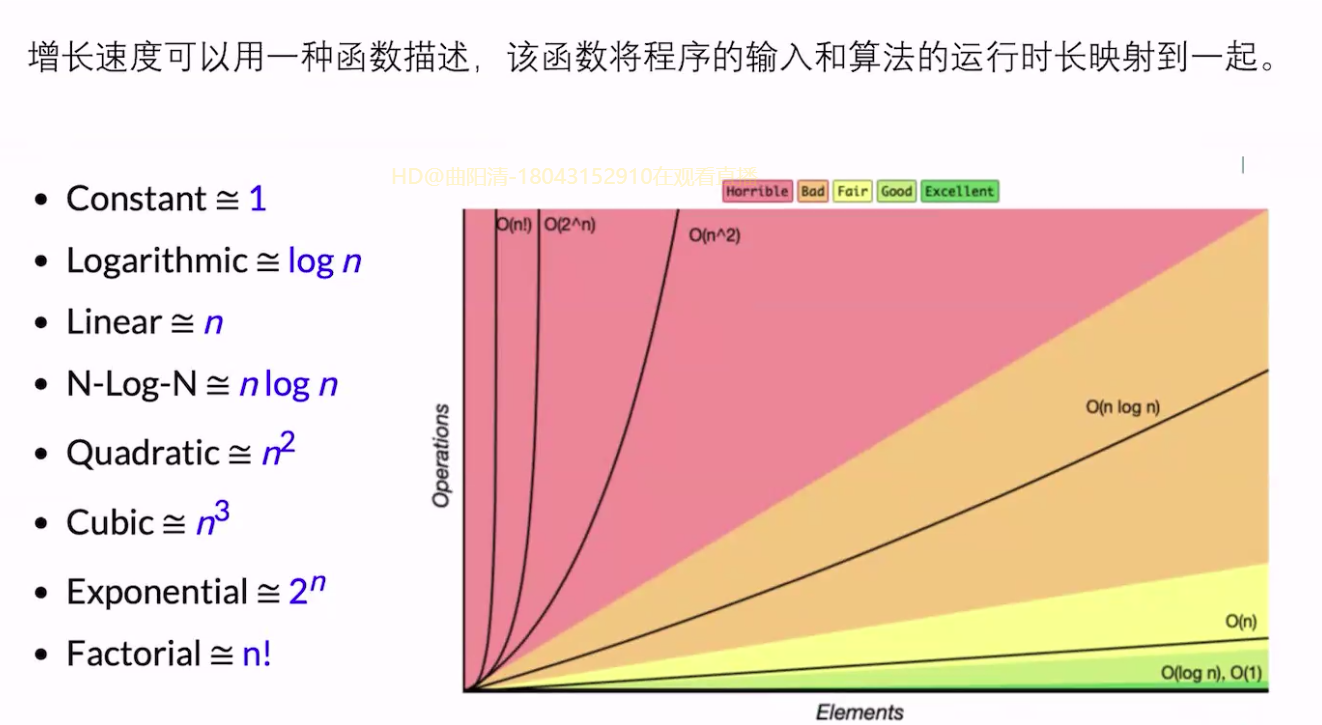 增长速度可以用一种函数描述，该函数将程序的输入和算法的运行时长映射到一起。
HD@曲阳清-18043152910在观看直播
Horrible Bad Fair Good Excellent
• Constant ≅ 1
• Logarithmic ≅ log n
• Linear ≅ n
• N-Log-N ≅ n log n
• Quadratic ≅ n²
• Cubic ≅ n³
• Exponential ≅ 2ⁿ
• Factorial ≅ n!
O(n!) O(2^n) O(n^2)
O(n log n)
O(n)
O(log n), O(1)
Operations
Elements